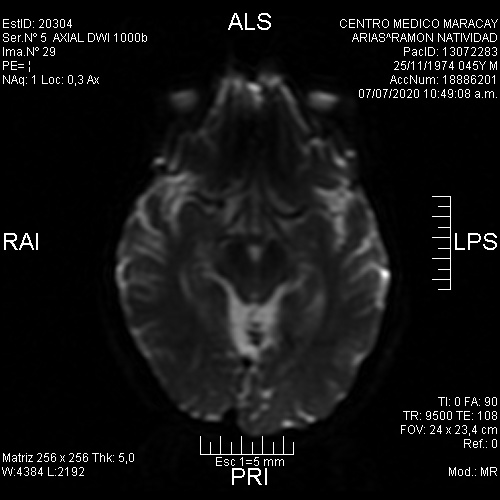 ALS
EstID: 20304
Ser.Nº 5 AXIAL DWI 1000b
Ima.Nº 29
PE= ¦
NAq: 1 Loc: 0,3 Ax
CENTRO MEDICO MARACAY
ARIAS^RAMON NATIVIDAD
PacID: 13072283
25/11/1974 045Y M
AccNum: 18886201
07/07/2020 10:49:08 a.m.
RAI
LPS
TI: 0 FA: 90
TR: 9500 TE: 108
FOV: 24 x 23,4 cm
Ref.: 0
Mod.: MR
Matriz 256 x 256 Thk: 5,0
W:4384 L:2192
Esc 1=5 mm
PRI